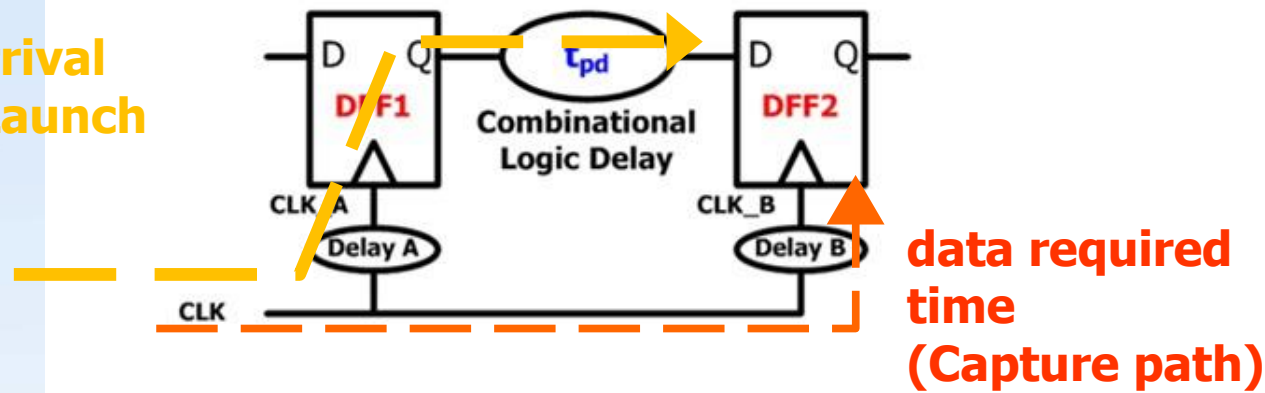 rival
aunch
D Q
DFF1
τpd
Combinational
Logic Delay
D Q
DFF2
CLK_A
Delay A
CLK_B
Delay B
CLK
data required
time
(Capture path)